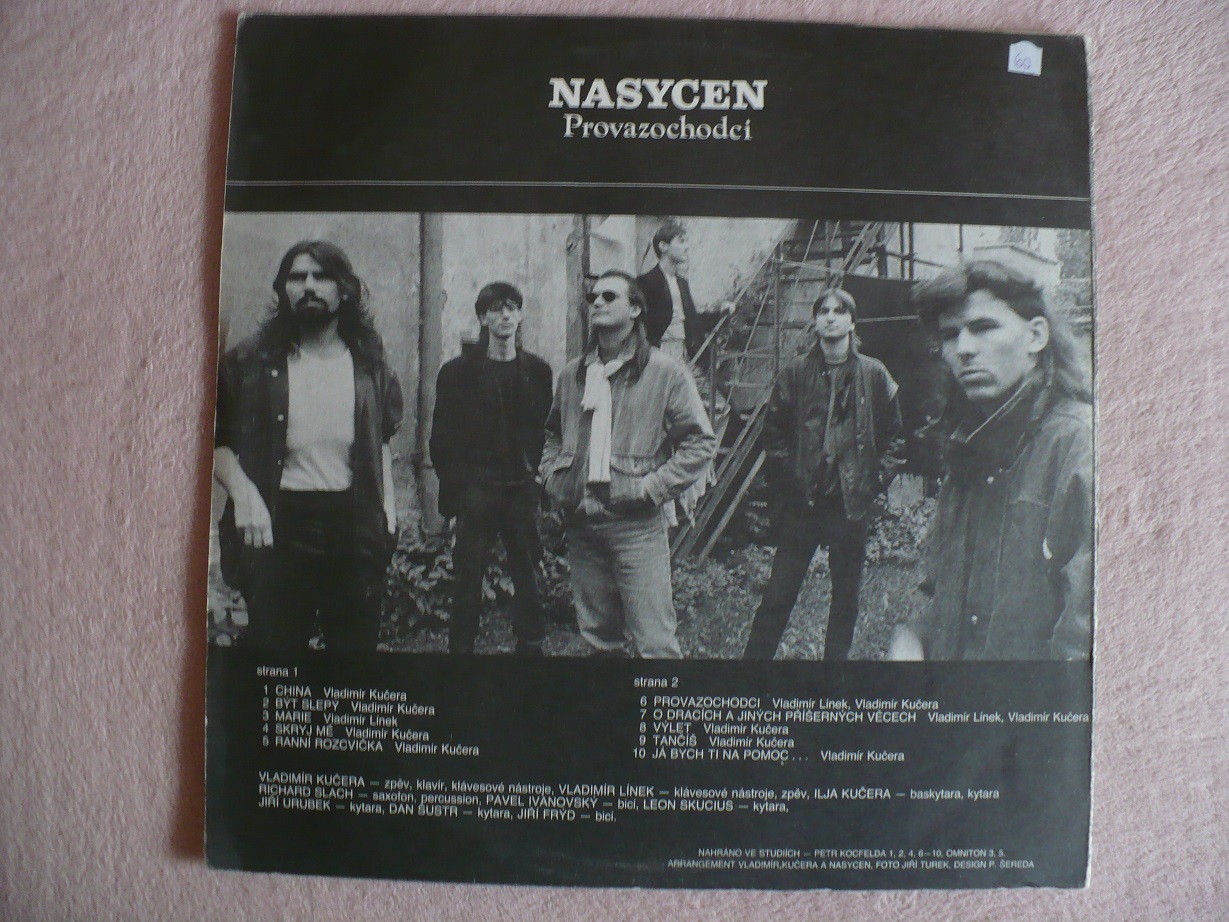 60
NASYCEN
Provazochodci
strana 1
1 CHINA Vladimír Kučera
2 BÝT SLEPÝ Vladimír Kučera
3 MARIE Vladimír Línek
4 SKRYJ MĚ Vladimír Kučera
5 RANNÍ ROZCVIČKA Vladimír Kučera
strana 2
6 PROVAZOCHODCI Vladimír Línek, Vladimír Kučera
7 O DRACÍCH A JINÝCH PŘÍŠERNÝCH VĚCECH Vladimír Línek, Vladimír Kučera
8 VÝLET Vladimír Kučera
9 TANČÍŠ Vladimír Kučera
10 JÁ BYCH TI NA POMOC... Vladimír Kučera
VLADIMÍR KUČERA — zpěv, klavír, klávesové nástroje, VLADIMÍR LÍNEK — klávesové nástroje, zpěv, ILJA KUČERA — baskytara, kytara
RICHARD SLACH — saxofon, percussion, PAVEL IVANOVSKÝ — bicí, LEON SKUCIUS — kytara,
JIŘÍ URUBEK — kytara, DAN ŠUSTR — kytara, JIŘÍ FRÝD — bicí.
NAHRÁNO VE STUDIÍCH — PETR KOCFELDA 1, 2, 4, 6—10, OMNITON 3, 5.
ARRANGEMENT VLADIMÍR KUČERA A NASYCEN, FOTO JIŘÍ TUREK, DESIGN P. ŠEREDA